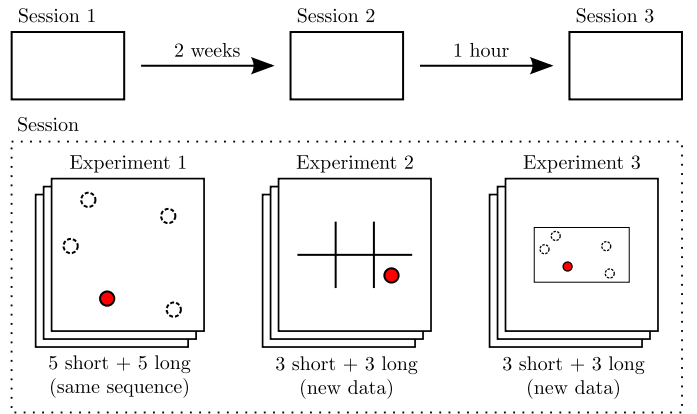 Session 1
Session 2
Session 3
2 weeks
1 hour
Session
Experiment 1
Experiment 2
Experiment 3
5 short + 5 long
(same sequence)
3 short + 3 long
(new data)
3 short + 3 long
(new data)